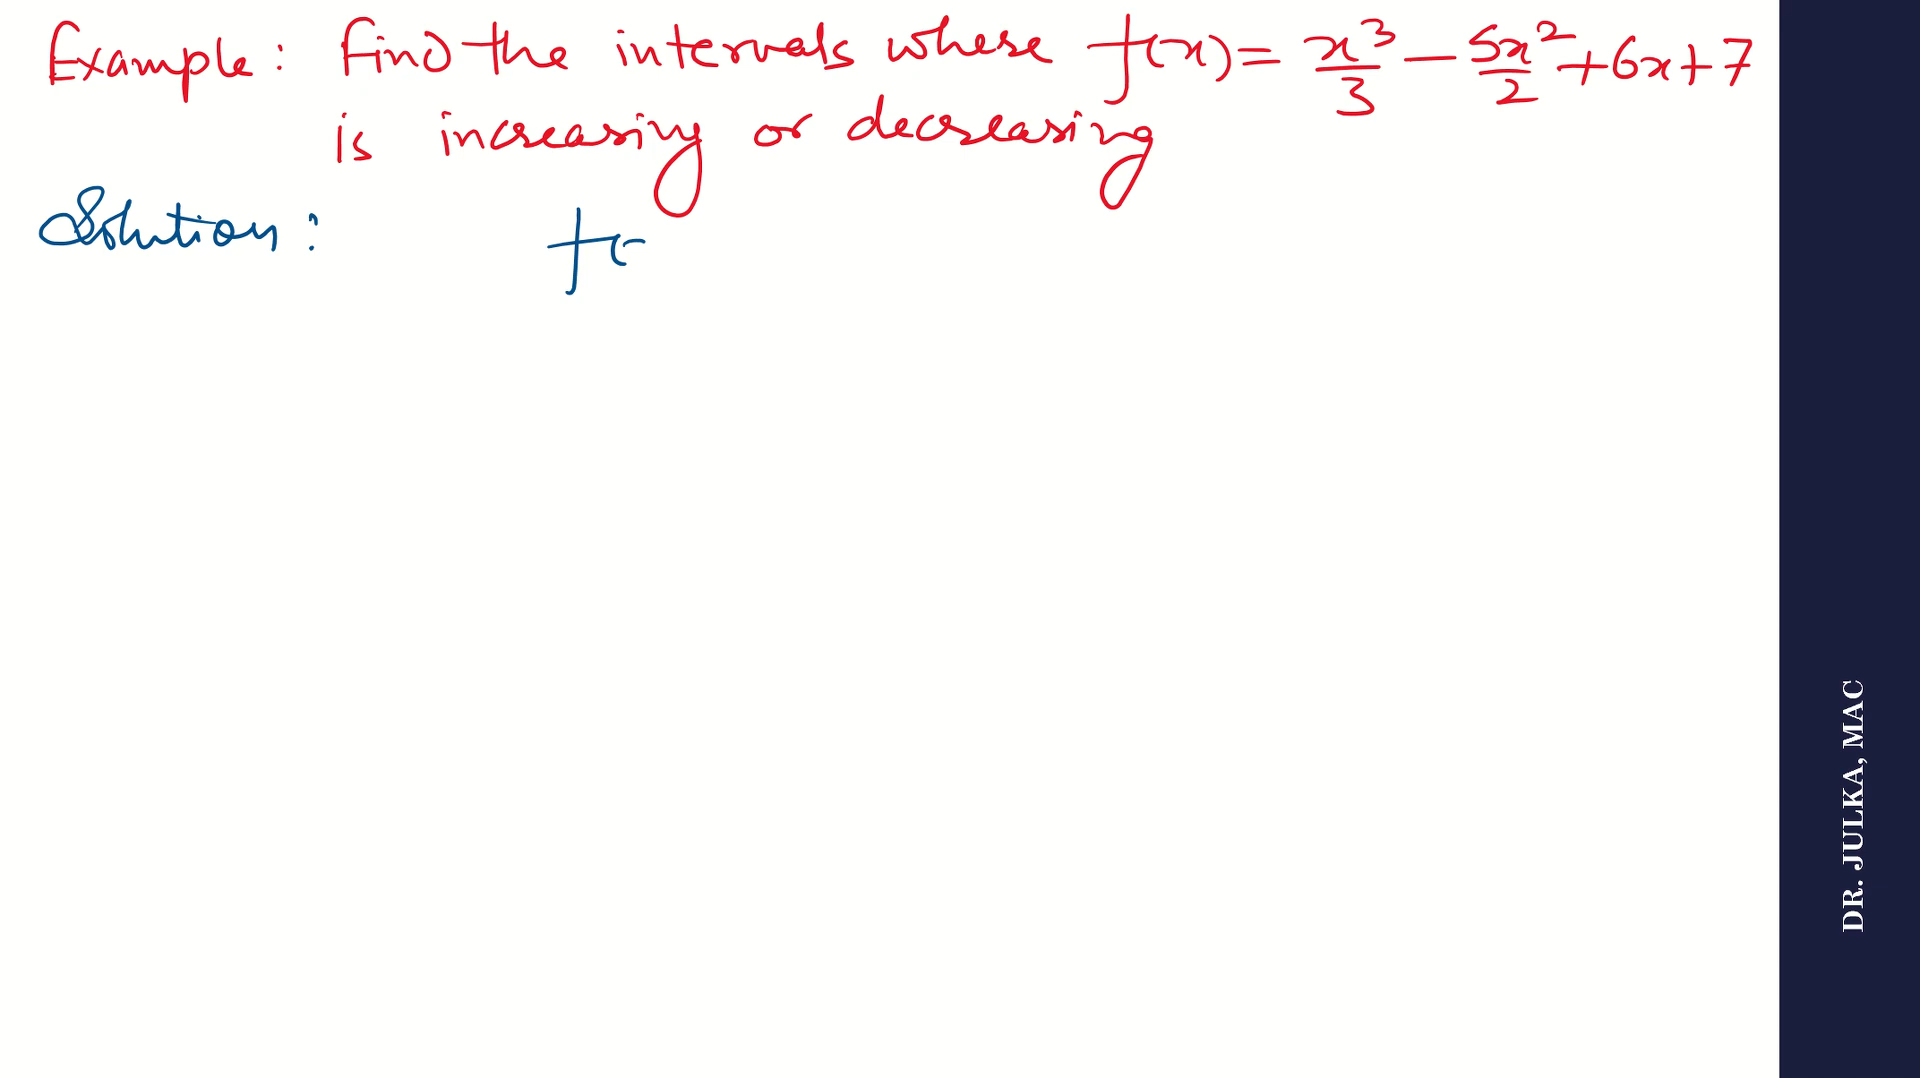 Example: Find the intervals where f(x) = x³/3 − 5x²/2 + 6x + 7
is increasing or decreasing
Solution: f(
DR. JULKA, MAC